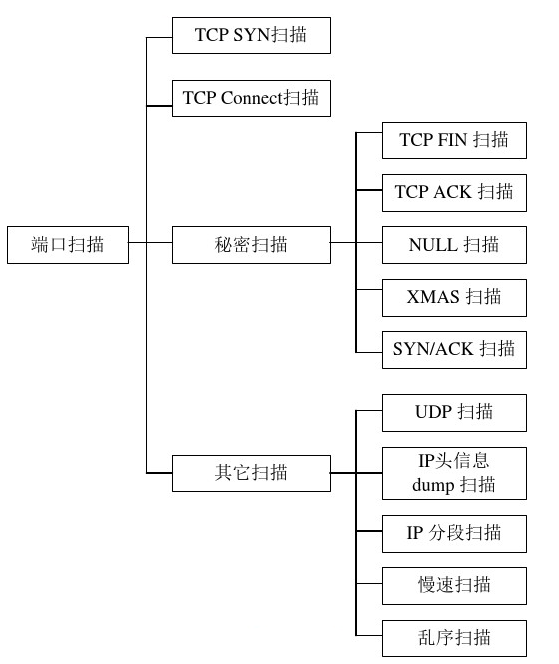 TCP SYN扫描
TCP Connect扫描
TCP FIN 扫描
TCP ACK 扫描
端口扫描
秘密扫描
NULL 扫描
XMAS 扫描
SYN/ACK 扫描
UDP 扫描
其它扫描
IP头信息
dump 扫描
IP 分段扫描
慢速扫描
乱序扫描